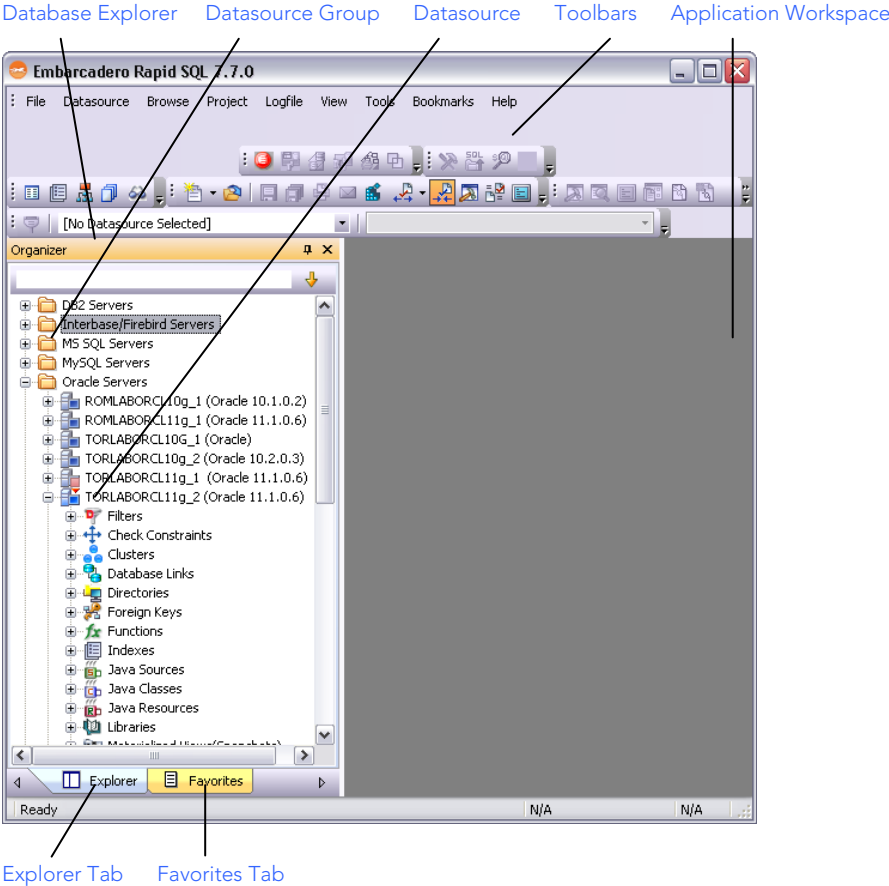 Database Explorer Datasource Group Datasource Toolbars Application Workspace
Embarcadero Rapid SQL 7.7.0
File Datasource Browse Project Logfile View Tools Bookmarks Help
SQL
[No Datasource Selected]
Organizer
DB2 Servers
Interbase/Firebird Servers
MS SQL Servers
MySQL Servers
Oracle Servers
ROMLABORCL10g_1 (Oracle 10.1.0.2)
ROMLABORCL11g_1 (Oracle 11.1.0.6)
TORLABORCL10G_1 (Oracle)
TORLABORCL10g_2 (Oracle 10.2.0.3)
TORLABORCL11g_1 (Oracle 11.1.0.6)
TORLABORCL11g_2 (Oracle 11.1.0.6)
Filters
Check Constraints
Clusters
Database Links
Directories
Foreign Keys
Functions
Indexes
Java Sources
Java Classes
Java Resources
Libraries
Materialized Views(Snapshots)
Explorer Favorites
Ready N/A N/A
Explorer Tab Favorites Tab